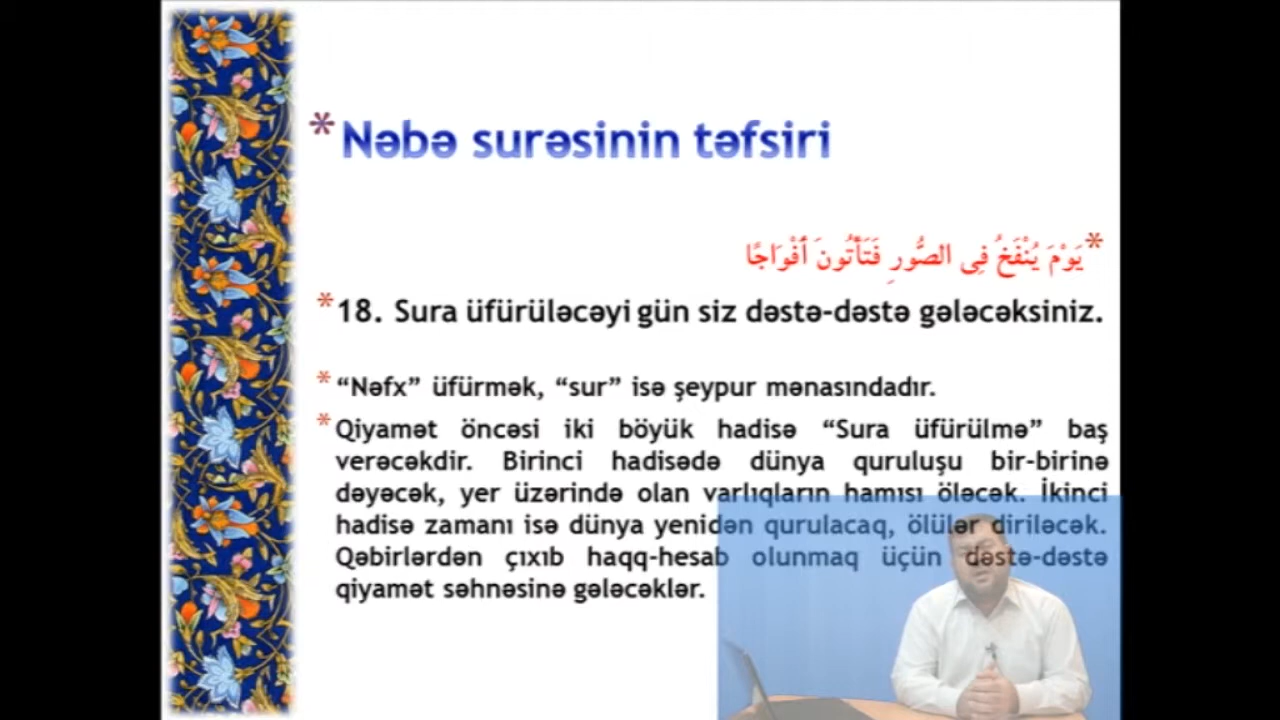 * Nəbə surəsinin təfsiri
* يَوْمَ يُنْفَخُ فِى الصُّورِ فَتَأْتُونَ أَفْوَاجًا
* 18. Sura üfürüləcəyi gün siz dəstə-dəstə gələcəksiniz.
* “Nəfx” üfürmək, “sur” isə şeypur mənasındadır.
* Qiyamət öncəsi iki böyük hadisə “Sura üfürülmə” baş
verəcəkdir. Birinci hadisədə dünya quruluşu bir-birinə
dəyəcək, yer üzərində olan varlıqların hamısı öləcək. İkinci
hadisə zamanı isə dünya yenidən qurulacaq, ölülər diriləcək.
Qəbirlərdən çıxıb haqq-hesab olunmaq üçün dəstə-dəstə
qiyamət səhnəsinə gələcəklər.